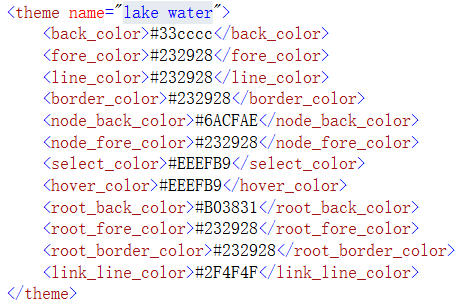 <theme name="lake water">
<back_color>#33cccc</back_color>
<fore_color>#232928</fore_color>
<line_color>#232928</line_color>
<border_color>#232928</border_color>
<node_back_color>#6ACFAE</node_back_color>
<node_fore_color>#232928</node_fore_color>
<select_color>#EEEFB9</select_color>
<hover_color>#EEEFB9</hover_color>
<root_back_color>#B03831</root_back_color>
<root_fore_color>#232928</root_fore_color>
<root_border_color>#232928</root_border_color>
<link_line_color>#2F4F4F</link_line_color>
</theme>